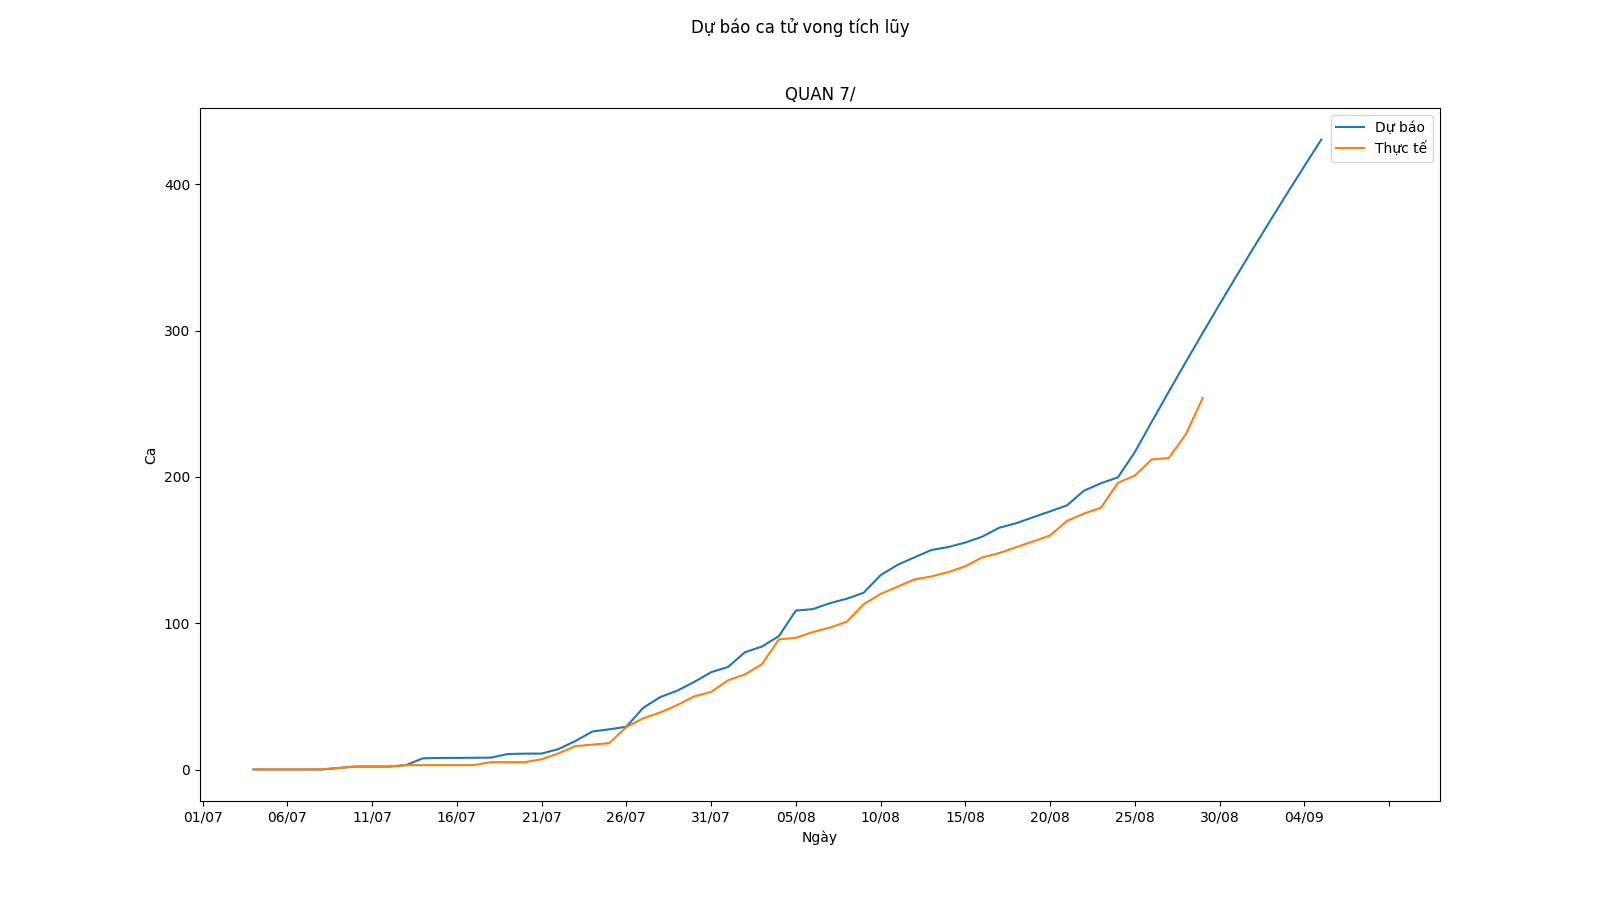 Dự báo ca tử vong tích lũy
QUAN 7/
Dự báo
Thực tế
400
300
200
100
0
Ca
01/07 06/07 11/07 16/07 21/07 26/07 31/07 05/08 10/08 15/08 20/08 25/08 30/08 04/09
Ngày